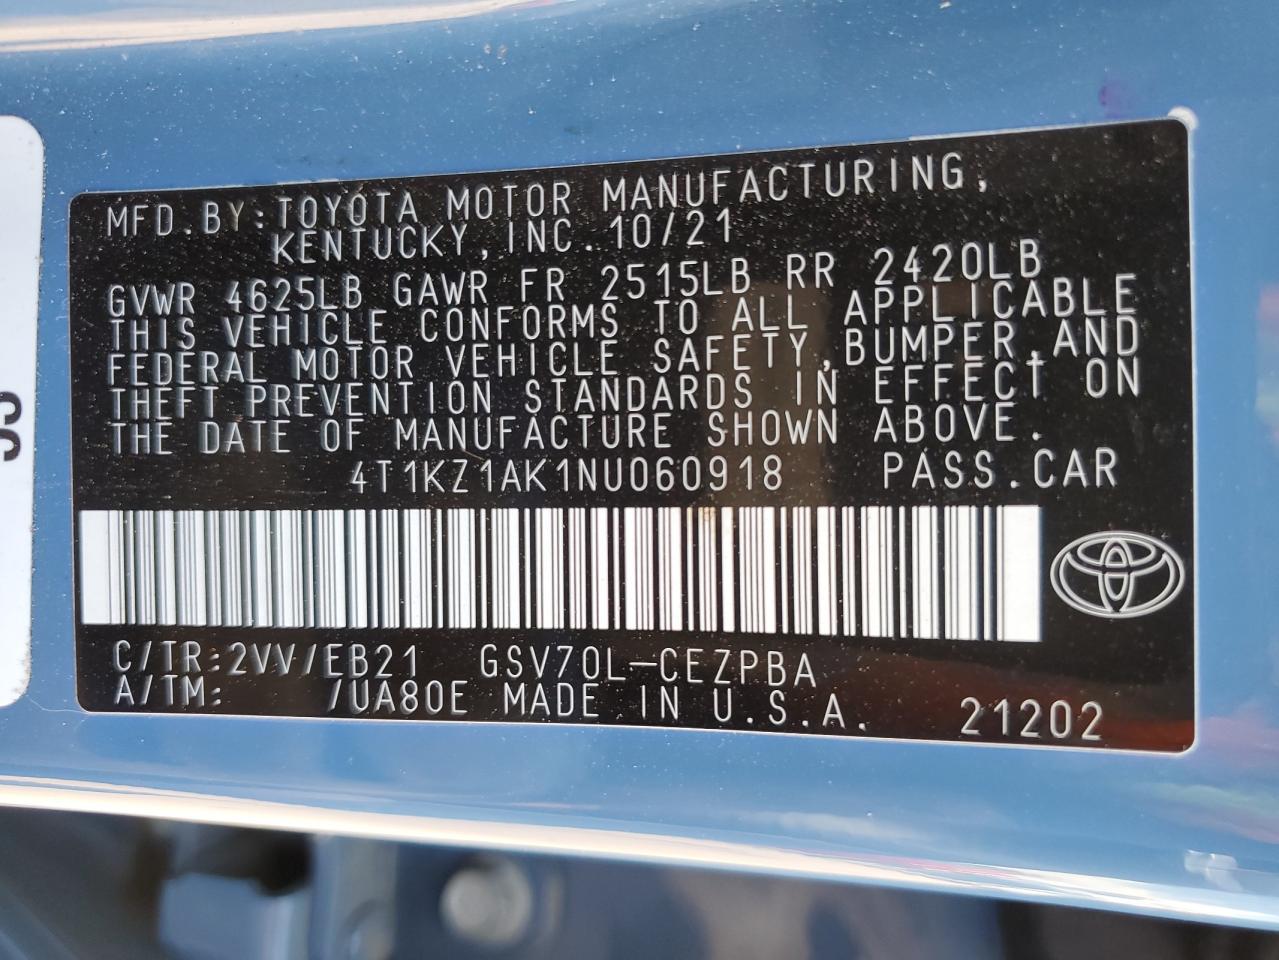 MFD.BY:TOYOTA MOTOR MANUFACTURING,
KENTUCKY,INC.10/21
GVWR 4625LB GAWR FR 2515LB RR 2420LB
THIS VEHICLE CONFORMS TO ALL APPLICABLE
FEDERAL MOTOR VEHICLE SAFETY,BUMPER,AND
THEFT PREVENTION STANDARDS IN EFFECT ON
THE DATE OF MANUFACTURE SHOWN ABOVE.
4T1KZ1AK1NU060918 PASS.CAR
C/TR:2VV/EB21 GSV70L-CEZPBA
A/TM: /UA80E MADE IN U.S.A. 21202